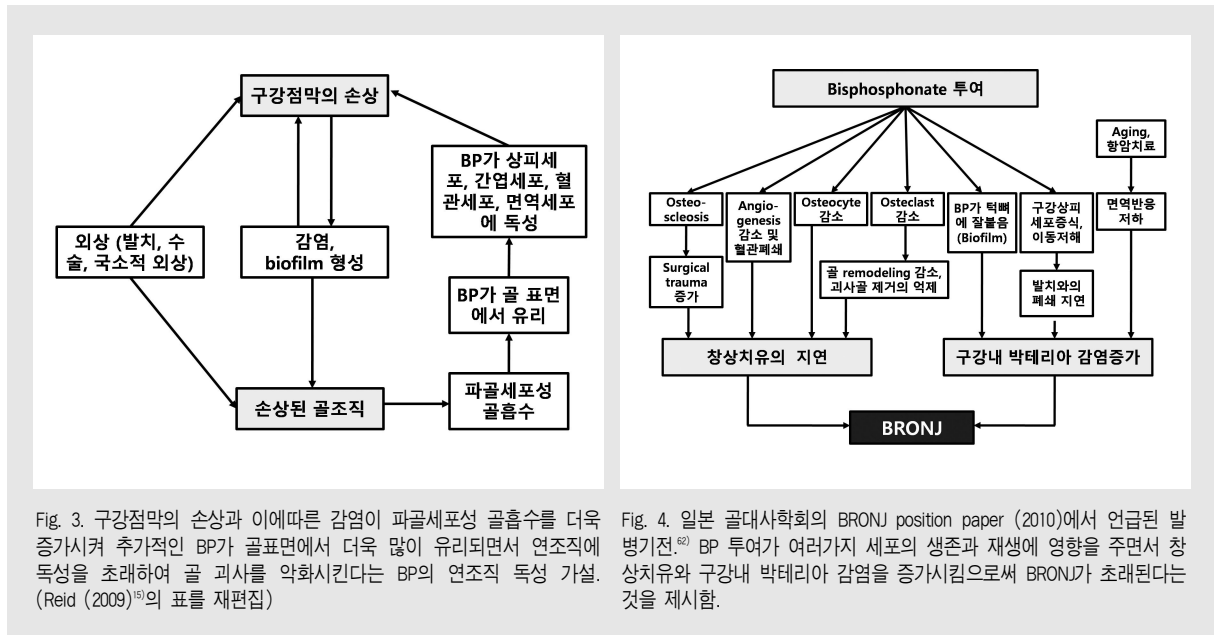 구강점막의 손상
BP가 상피세
포, 간엽세포, 혈
관세포, 면역세포
에 독성
외상 (발치, 수
술, 국소적 외상)
감염,
biofilm 형성
BP가 골 표면
에서 유리
손상된 골조직
파골세포성
골흡수
Fig. 3. 구강점막의 손상과 이에따른 감염이 파골세포성 골흡수를 더욱
증가시켜 추가적인 BP가 골표면에서 더욱 많이 유리되면서 연조직에
독성을 초래하여 골 괴사를 악화시킨다는 BP의 연조직 독성 가설.
(Reid (2009)15)의 표를 재편집)
Bisphosphonate 투여
Aging,
항암치료
Osteo-
scleosis
Angio-
genesis
감소 및
혈관폐쇄
Osteocyte
감소
Osteclast
감소
BP가 턱뼈
에 잘붙음
(Biofilm)
구강상피
세포증식,
이동저해
면역반응
저하
Surgical
trauma
증가
골 remodeling 감소,
괴사골 제거의 억제
발치와의
폐쇄 지연
창상치유의 지연
구강내 박테리아 감염증가
BRONJ
Fig. 4. 일본 골대사학회의 BRONJ position paper (2010)에서 언급된 발
병기전.62) BP 투여가 여러가지 세포의 생존과 재생에 영향을 주면서 창
상치유와 구강내 박테리아 감염을 증가시킴으로써 BRONJ가 초래된다는
것을 제시함.